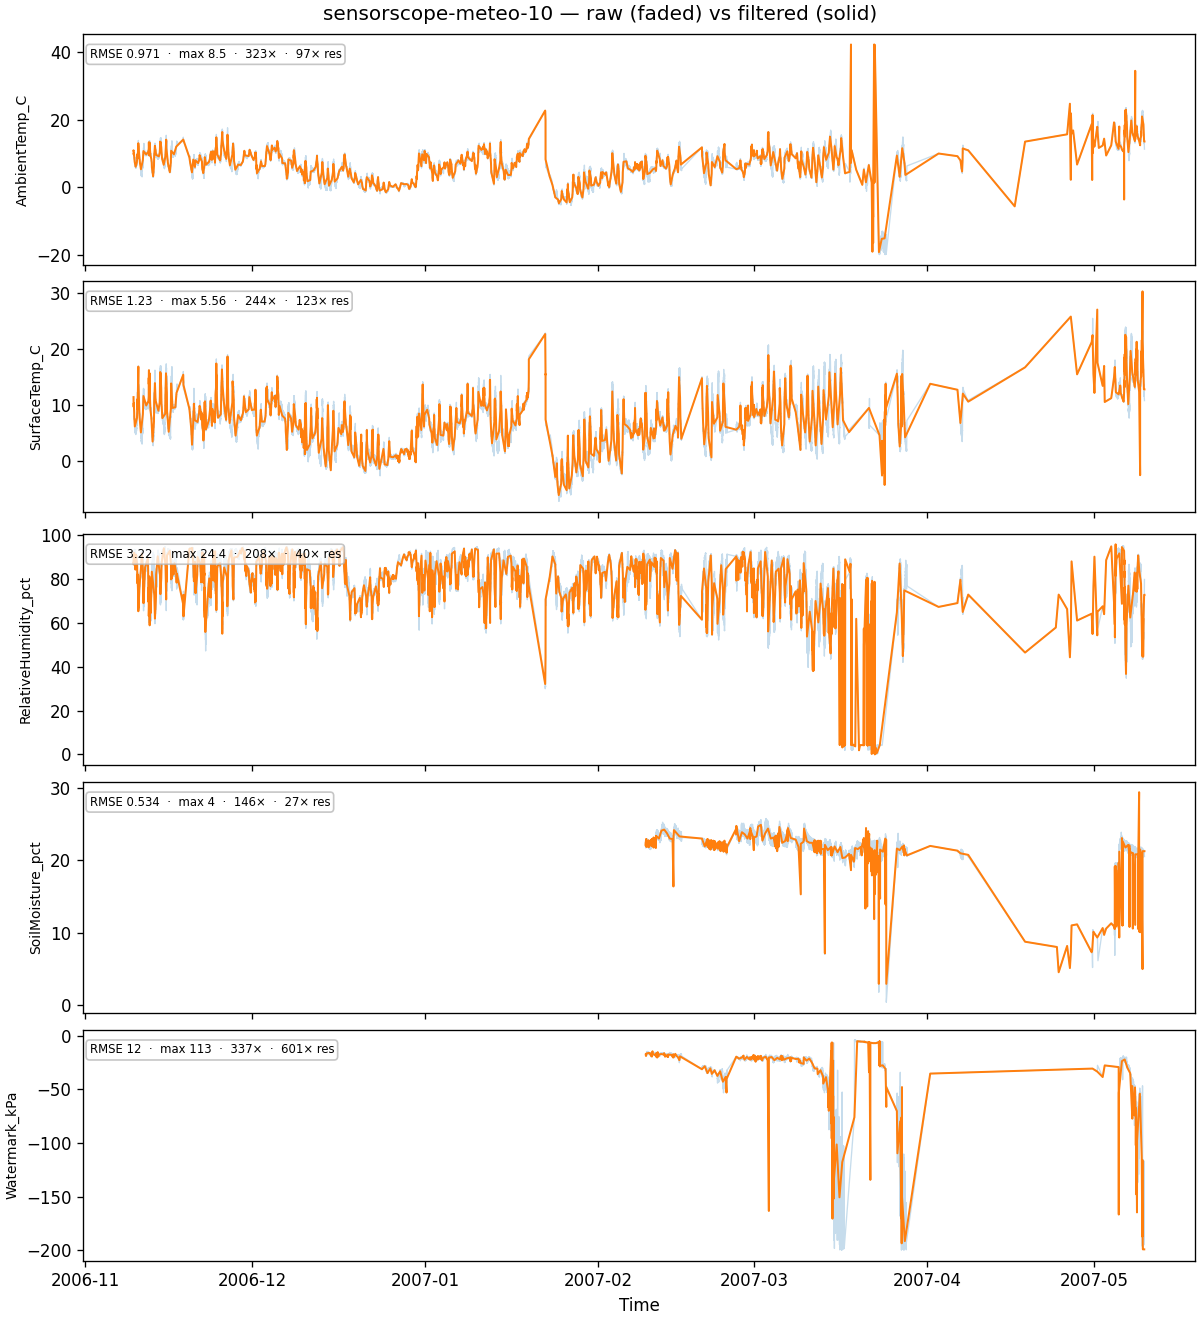 sensorscope-meteo-10 — raw (faded) vs filtered (solid)
RMSE 0.971 · max 8.5 · 323× · 97× res
AmbientTemp_C
40
20
0
−20
RMSE 1.23 · max 5.56 · 244× · 123× res
SurfaceTemp_C
30
20
10
0
RMSE 3.22 · max 24.4 · 208× · 40× res
RelativeHumidity_pct
100
80
60
40
20
0
RMSE 0.534 · max 4 · 146× · 27× res
SoilMoisture_pct
30
20
10
0
RMSE 12 · max 113 · 337× · 601× res
Watermark_kPa
0
−50
−100
−150
−200
2006-11 2006-12 2007-01 2007-02 2007-03 2007-04 2007-05
Time